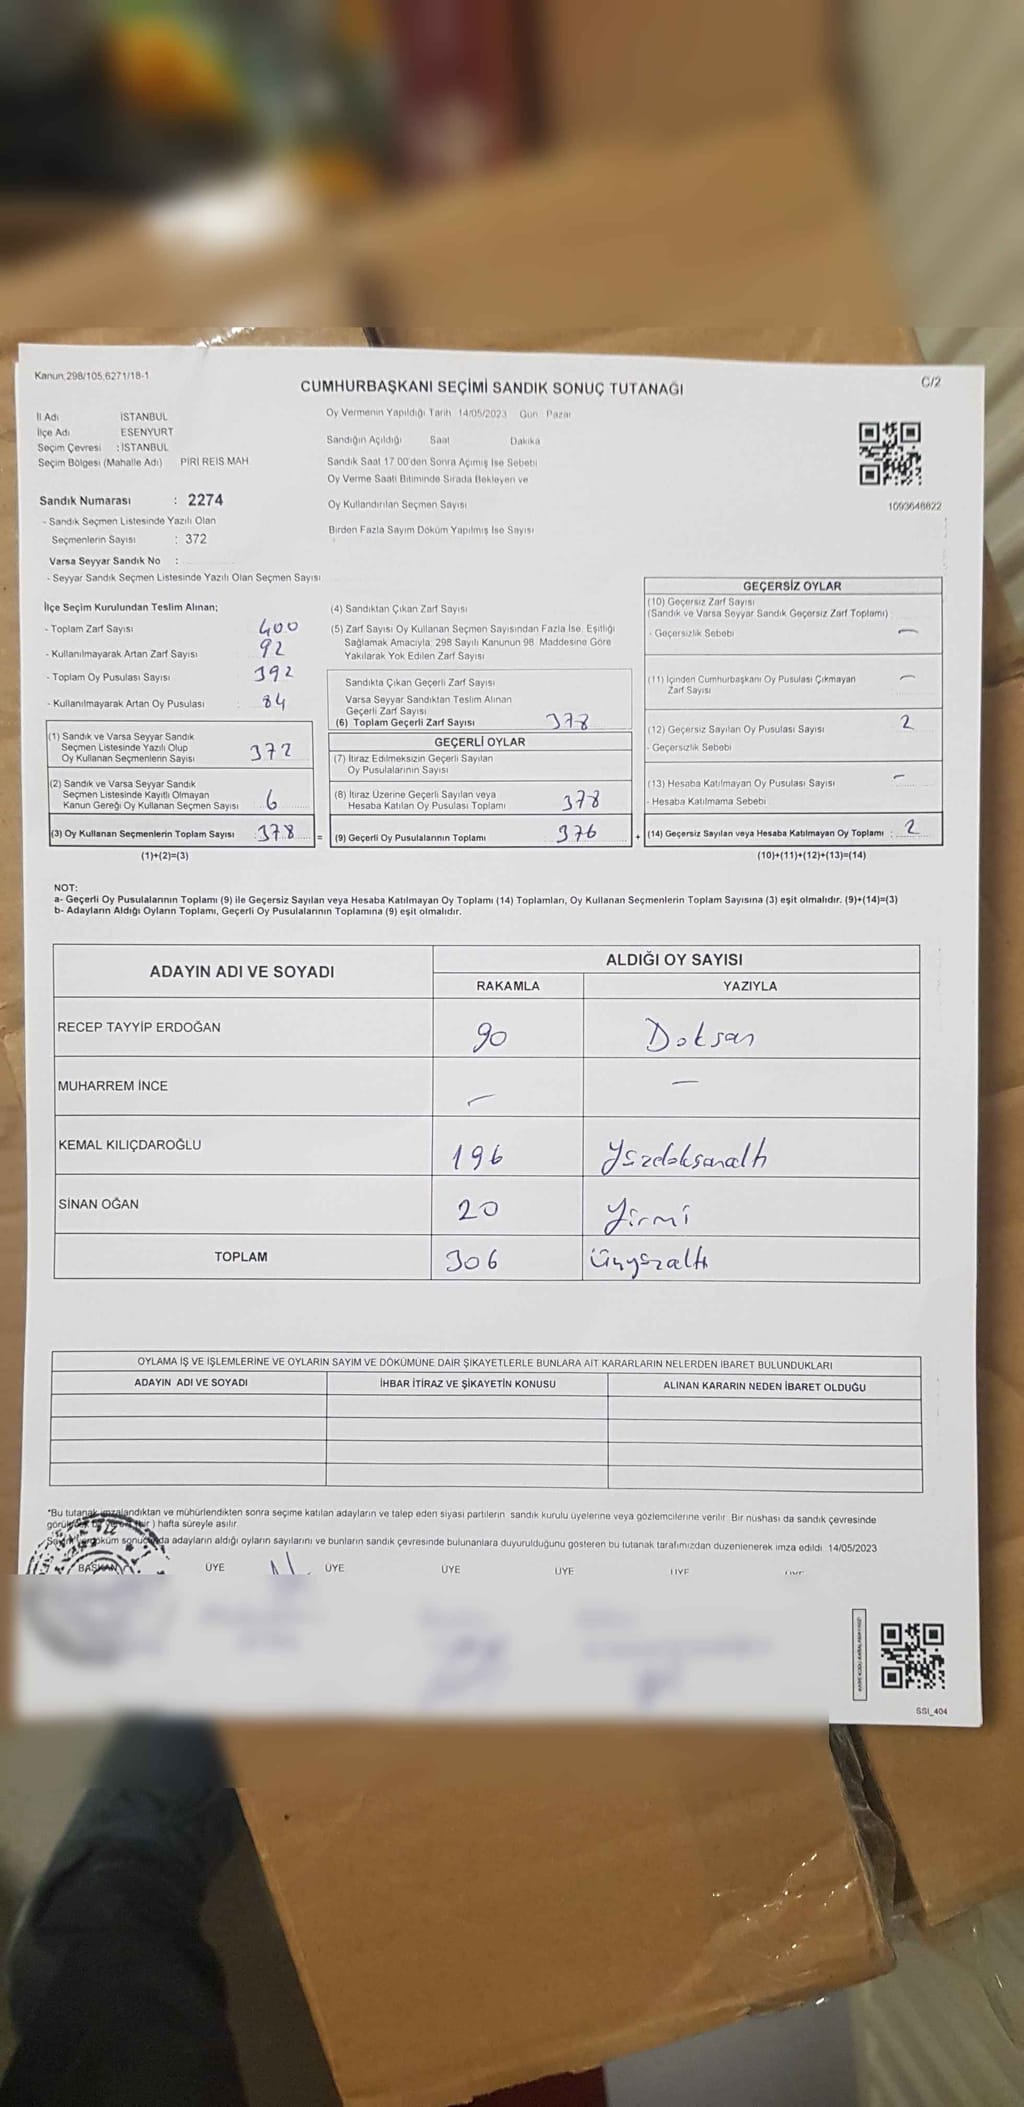 Kanun 298/105,6271/18-1
C/2
CUMHURBAŞKANI SEÇİMİ SANDIK SONUÇ TUTANAĞI
İl Adı İSTANBUL
İlçe Adı ESENYURT
Seçim Çevresi : İSTANBUL
Seçim Bölgesi (Mahalle Adı) PİRİ REİS MAH
Oy Vermenin Yapıldığı Tarih 14/05/2023 Gün Pazar
Sandığın Açıldığı Saat Dakika
Sandık Saat 17 00'den Sonra Açımış İse Sebebi
Oy Verme Saati Bitiminde Sırada Bekleyen ve
Oy Kullandırılan Seçmen Sayısı
Birden Fazla Sayım Döküm Yapılmış İse Sayısı
1093646622
Sandık Numarası : 2274
- Sandık Seçmen Listesinde Yazılı Olan
Seçmenlerin Sayısı : 372
Varsa Seyyar Sandık No :
- Seyyar Sandık Seçmen Listesinde Yazılı Olan Seçmen Sayısı
İlçe Seçim Kurulundan Teslim Alınan;
- Toplam Zarf Sayısı 400
- Kullanılmayarak Artan Zarf Sayısı 92
- Toplam Oy Pusulası Sayısı 392
- Kullanılmayarak Artan Oy Pusulası : 84
(1) Sandık ve Varsa Seyyar Sandık
Seçmen Listesinde Yazılı Olup
Oy Kullanan Seçmenlerin Sayısı 372
(2) Sandık ve Varsa Seyyar Sandık
Seçmen Listesinde Kayıtlı Olmayan
Kanun Gereği Oy Kullanan Seçmen Sayısı 6
(3) Oy Kullanan Seçmenlerin Toplam Sayısı : 378
(1)+(2)=(3)
(4) Sandıktan Çıkan Zarf Sayısı
(5) Zarf Sayısı Oy Kullanan Seçmen Sayısından Fazla İse, Eşitliği
Sağlamak Amacıyla; 298 Sayılı Kanunun 98. Maddesine Göre
Yakılarak Yok Edilen Zarf Sayısı
Sandıkta Çıkan Geçerli Zarf Sayısı
Varsa Seyyar Sandıktan Teslim Alınan
Geçerli Zarf Sayısı
(6) Toplam Geçerli Zarf Sayısı 378
GEÇERLİ OYLAR
(7) İtiraz Edilmeksizin Geçerli Sayılan
Oy Pusulalarının Sayısı
(8) İtiraz Üzerine Geçerli Sayılan veya
Hesaba Katılan Oy Pusulası Toplamı 378
= (9) Geçerli Oy Pusulalarının Toplamı 376
GEÇERSİZ OYLAR
(10) Geçersiz Zarf Sayısı
(Sandık ve Varsa Seyyar Sandık Geçersiz Zarf Toplamı)
- Geçersizlik Sebebi —
(11) İçinden Cumhurbaşkanı Oy Pusulası Çıkmayan
Zarf Sayısı —
(12) Geçersiz Sayılan Oy Pusulası Sayısı 2
- Geçersizlik Sebebi
(13) Hesaba Katılmayan Oy Pusulası Sayısı —
- Hesaba Katılmama Sebebi
+ (14) Geçersiz Sayılan veya Hesaba Katılmayan Oy Toplamı : 2
(10)+(11)+(12)+(13)=(14)
NOT:
a- Geçerli Oy Pusulalarının Toplamı (9) ile Geçersiz Sayılan veya Hesaba Katılmayan Oy Toplamı (14) Toplamları, Oy Kullanan Seçmenlerin Toplam Sayısına (3) eşit olmalıdır. (9)+(14)=(3)
b- Adayların Aldığı Oyların Toplamı, Geçerli Oy Pusulalarının Toplamına (9) eşit olmalıdır.
ADAYIN ADI VE SOYADI
ALDIĞI OY SAYISI
RAKAMLA YAZIYLA
RECEP TAYYİP ERDOĞAN 90 Doksan
MUHARREM İNCE — —
KEMAL KILIÇDAROĞLU 196 Yüzdoksanaltı
SİNAN OĞAN 20 Yirmi
TOPLAM 306 Üçyüzaltı
OYLAMA İŞ VE İŞLEMLERİNE VE OYLARIN SAYIM VE DÖKÜMÜNE DAİR ŞİKAYETLERLE BUNLARA AİT KARARLARIN NELERDEN İBARET BULUNDUKLARI
ADAYIN ADI VE SOYADI İHBAR İTİRAZ VE ŞİKAYETİN KONUSU ALINAN KARARIN NEDEN İBARET OLDUĞU
*Bu tutanak imzalandıktan ve mühürlendikten sonra seçime katılan adayların ve talep eden siyasi partilerin sandık kurulu üyelerine veya gözlemcilerine verilir. Bir nüshası da sandık çevresinde
hafta süreyle asılır.
adayların aldığı oyların sayılarını ve bunların sandık çevresinde bulunanlara duyurulduğunu gösteren bu tutanak tarafımızdan düzenlenerek imza edildi 14/05/2023
BAŞKAN ÜYE ÜYE ÜYE ÜYE ÜYE
SSI_404